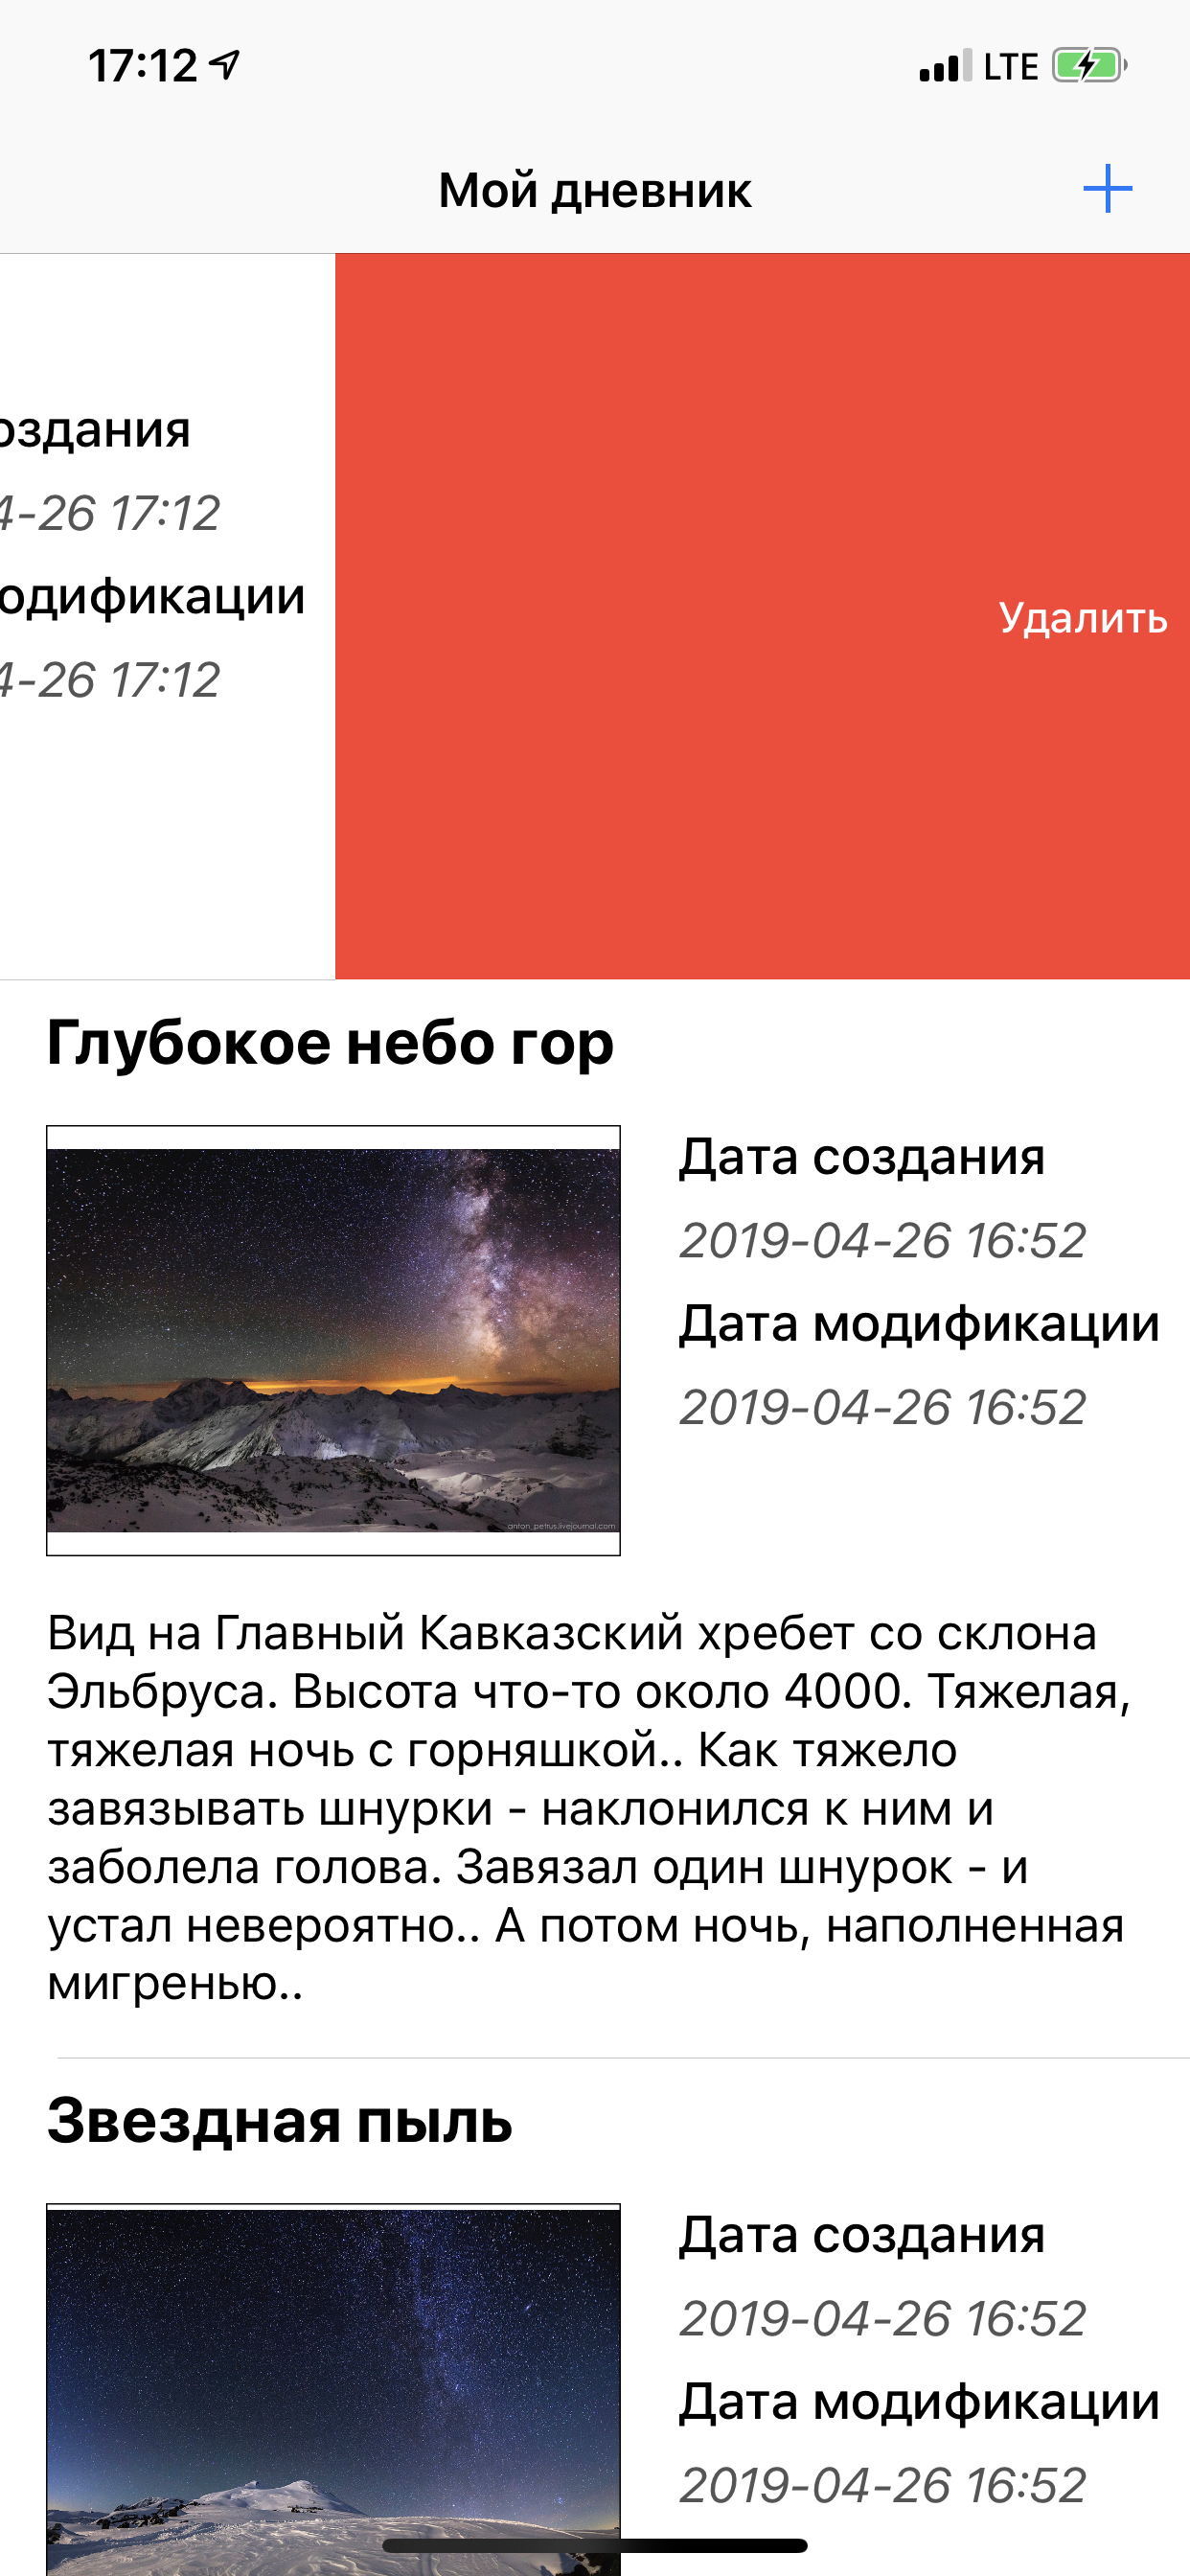 17:12
LTE
Мой дневник
оздания
4-26 17:12
одификации
4-26 17:12
Удалить
Глубокое небо гор
Дата создания
2019-04-26 16:52
Дата модификации
2019-04-26 16:52
anton_petrus.livejournal.com
Вид на Главный Кавказский хребет со склона
Эльбруса. Высота что-то около 4000. Тяжелая,
тяжелая ночь с горняшкой.. Как тяжело
завязывать шнурки - наклонился к ним и
заболела голова. Завязал один шнурок - и
устал невероятно.. А потом ночь, наполненная
мигренью..
Звездная пыль
Дата создания
2019-04-26 16:52
Дата модификации
2019-04-26 16:52